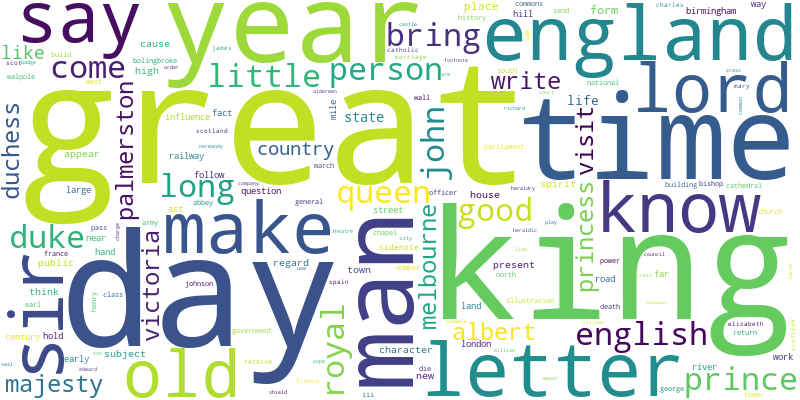 say
year
england
bring
place
form
hill
commons
birmingham
way
charles
history
send
like
cause
high
scot
badge
walpole
build
bolingbroke
james
order
castle
catholic
marriage
footnote
come
little
person
write
south
national
lord
cross
mary
common
great
time
duchess
palmerston
influence
fact
scotland
mile
wall
state
john
life
richard
court
parliament
visit
appear
country
railway
normandy
march
large
follow
long
question
company
queen
officer
house
heraldry
spirit
building
bishop
cathedral
know
church
princess
duke
near
pass
hand
act
abbey
army
general
make
street
chapel
theatre
city
sidenote
man
good
heraldic
play
melbourne
king
sir
france
public
victoria
charge
day
regard
town
number
present
north
lion
power
council
road
far
think
earl
henry
class
johnson
use
spain
land
illustration
death
century
hold
government
royal
albert
london
english
elizabeth
return
early
subject
edward
receive
pope
character
die
new
william
river
work
majesty
seal
old
shield
french
letter
mayor
george
prince
tower